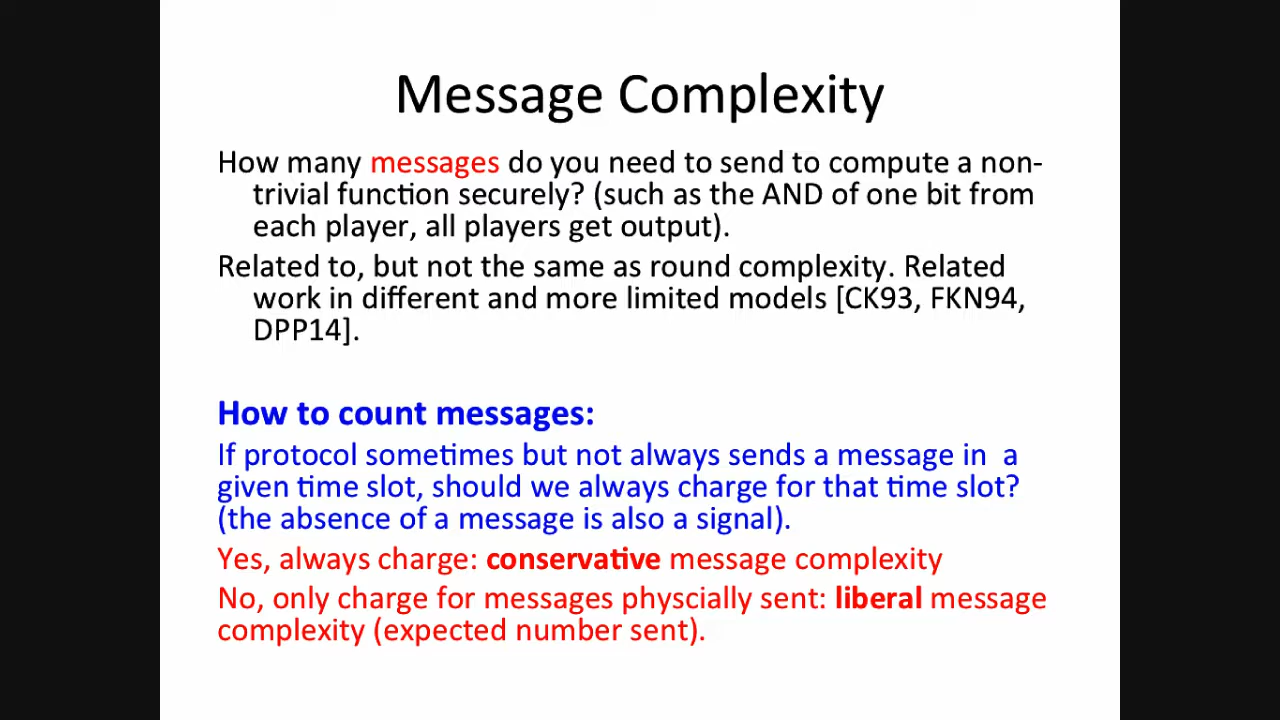 Message Complexity
How many messages do you need to send to compute a non-
trivial function securely? (such as the AND of one bit from
each player, all players get output).
Related to, but not the same as round complexity. Related
work in different and more limited models [CK93, FKN94,
DPP14].
How to count messages:
If protocol sometimes but not always sends a message in a
given time slot, should we always charge for that time slot?
(the absence of a message is also a signal).
Yes, always charge: conservative message complexity
No, only charge for messages physcially sent: liberal message
complexity (expected number sent).